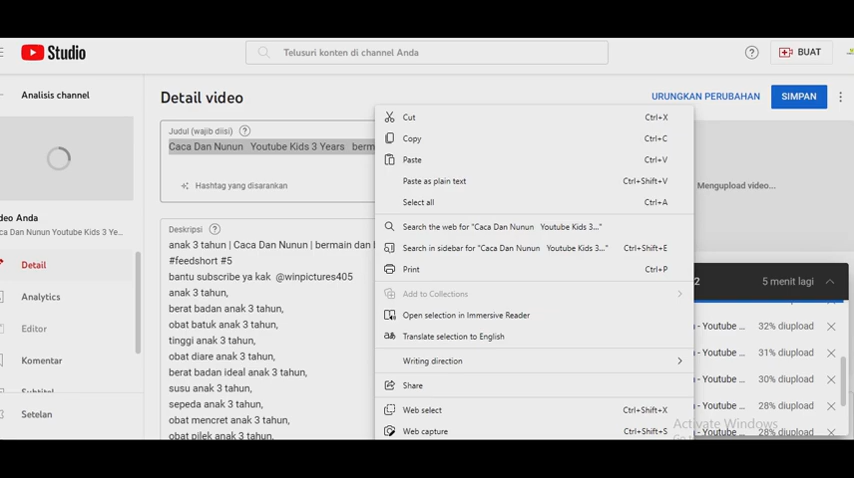 Studio
Telusuri konten di channel Anda
BUAT
Analisis channel
Detail video
URUNGKAN PERUBAHAN
SIMPAN
Judul (wajib diisi)
Caca Dan Nunun Youtube Kids 3 Years berm
Hashtag yang disarankan
Mengupload video...
deo Anda
ca Dan Nunun Youtube Kids 3 Ye...
Detail
Analytics
Editor
Komentar
Setelan
Deskripsi
anak 3 tahun | Caca Dan Nunun | bermain dan b
#feedshort #5
bantu subscribe ya kak @winpictures405
anak 3 tahun,
berat badan anak 3 tahun,
obat batuk anak 3 tahun,
tinggi anak 3 tahun,
obat diare anak 3 tahun,
berat badan ideal anak 3 tahun,
susu anak 3 tahun,
sepeda anak 3 tahun,
obat mencret anak 3 tahun,
obat pilek anak 3 tahun,
Cut Ctrl+X
Copy Ctrl+C
Paste Ctrl+V
Paste as plain text Ctrl+Shift+V
Select all Ctrl+A
Search the web for "Caca Dan Nunun Youtube Kids 3..."
Search in sidebar for "Caca Dan Nunun Youtube Kids 3..." Ctrl+Shift+E
Print Ctrl+P
Add to Collections
Open selection in Immersive Reader
Translate selection to English
Writing direction
Share
Web select Ctrl+Shift+X
Web capture Ctrl+Shift+S
2 5 menit lagi
- Youtube ... 32% diupload
- Youtube ... 31% diupload
- Youtube ... 30% diupload
- Youtube ... 28% diupload
- Youtube ... 28% diupload
Activate Windows